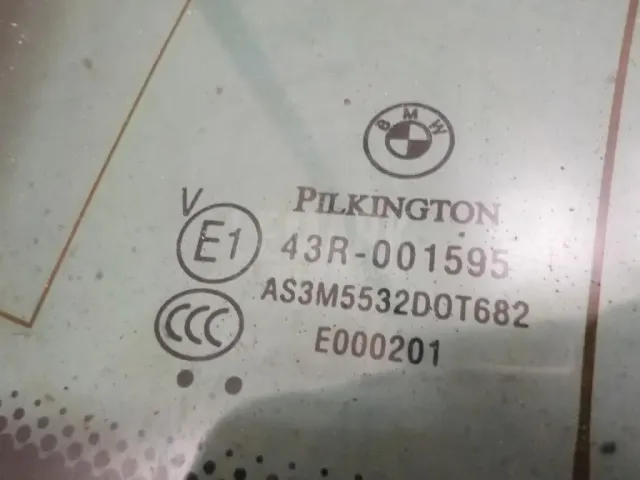 BMW
PILKINGTON
V
E1
43R-001595
AS3M5532DOT682
CCC
E000201